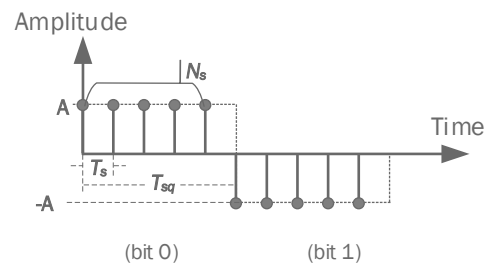 Amplitude
Nₛ
A
Time
Tₛ
Tₛq
-A
(bit 0) (bit 1)